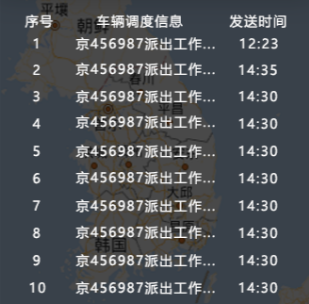 平壤
序号 车辆调度信息 发送时间
朝鲜
1 京456987派出工作... 12:23
2 京456987派出工作... 14:35
春川
3 京456987派出工作... 14:30
平昌
4 京456987派出工作... 14:30
5 京456987派出工作... 14:30
6 京456987派出工作... 14:30
大邱
7 京456987派出工作... 14:30
8 京456987派出工作... 14:30
韩国
9 京456987派出工作... 14:30
10 京456987派出工作... 14:30